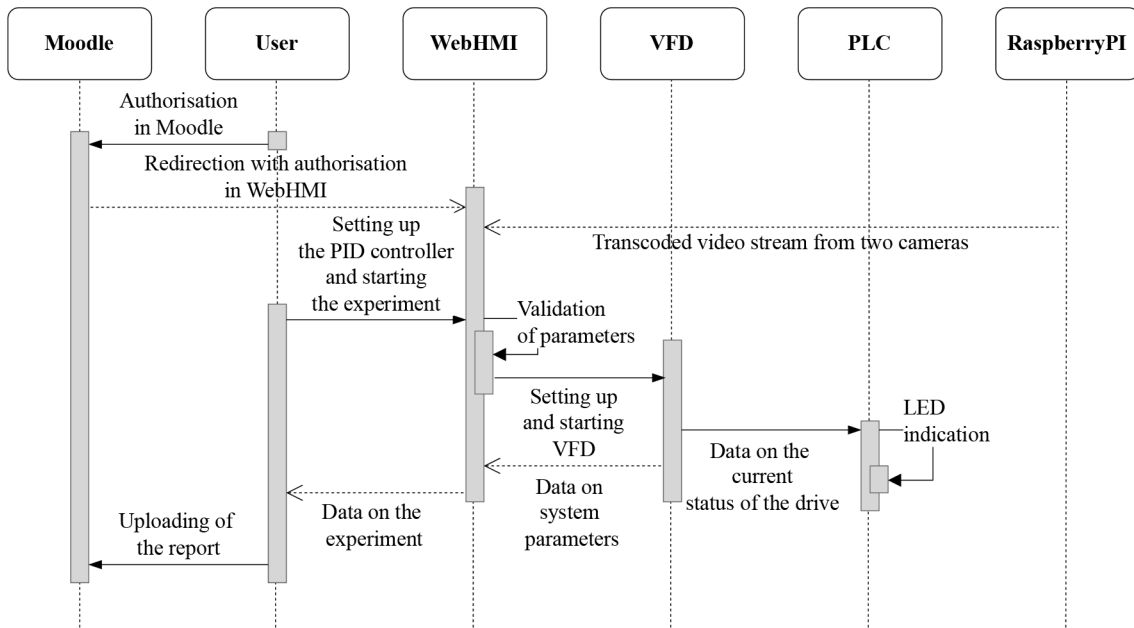 Moodle
User
WebHMI
VFD
PLC
RaspberryPI
Authorisation
in Moodle
Redirection with authorisation
in WebHMI
Transcoded video stream from two cameras
Setting up
the PID controller
and starting
the experiment
Validation
of parameters
Setting up
and starting
VFD
LED
indication
Data on the
current
status of the drive
Data on
system
parameters
Data on the
experiment
Uploading of
the report